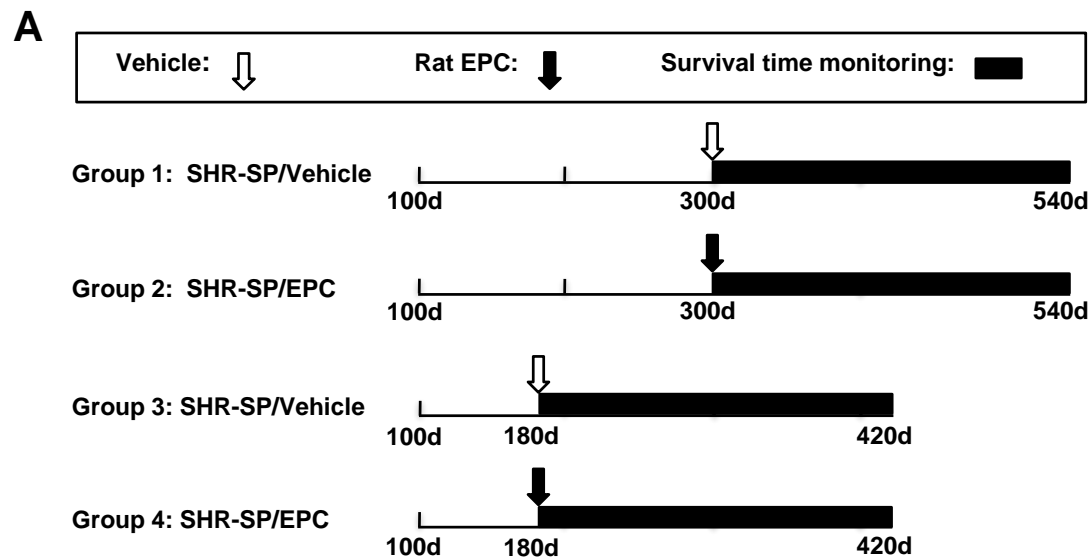 A
Vehicle: Rat EPC: Survival time monitoring:
Group 1: SHR-SP/Vehicle
100d 300d 540d
Group 2: SHR-SP/EPC
100d 300d 540d
Group 3: SHR-SP/Vehicle
100d 180d 420d
Group 4: SHR-SP/EPC
100d 180d 420d